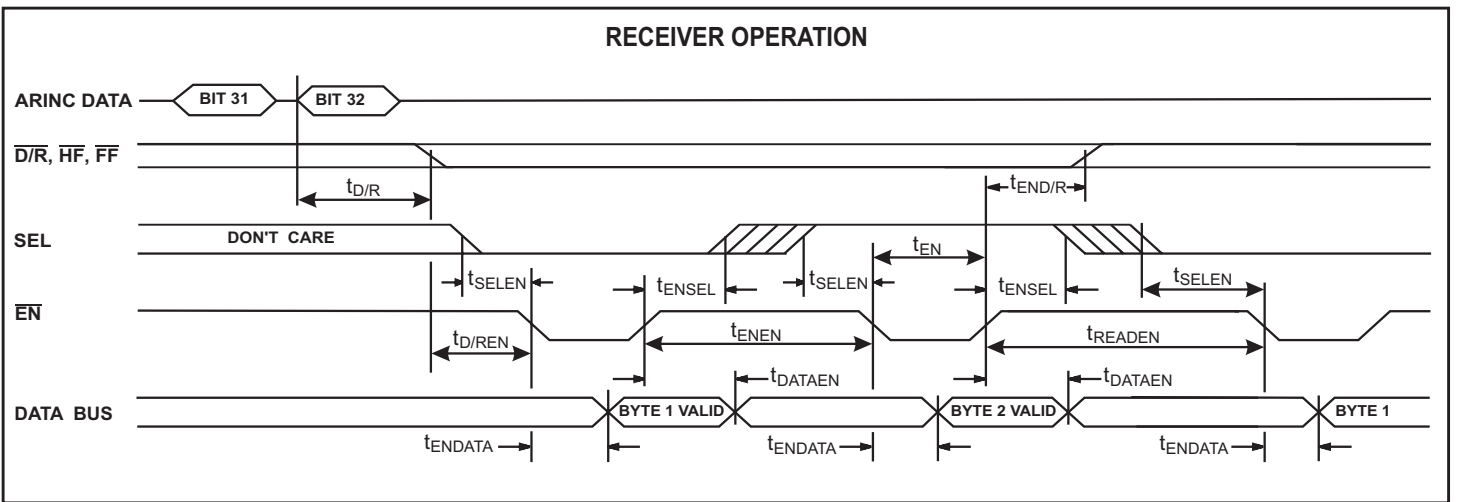 RECEIVER OPERATION
ARINC DATA
BIT 31
BIT 32
D/R, HF, FF
tD/R
tEND/R
SEL
DON'T CARE
tEN
tSELEN
tENSEL
tSELEN
tENSEL
tSELEN
EN
tD/REN
tENEN
tREADEN
tDATAEN
tDATAEN
DATA BUS
BYTE 1 VALID
BYTE 2 VALID
BYTE 1
tENDATA
tENDATA
tENDATA